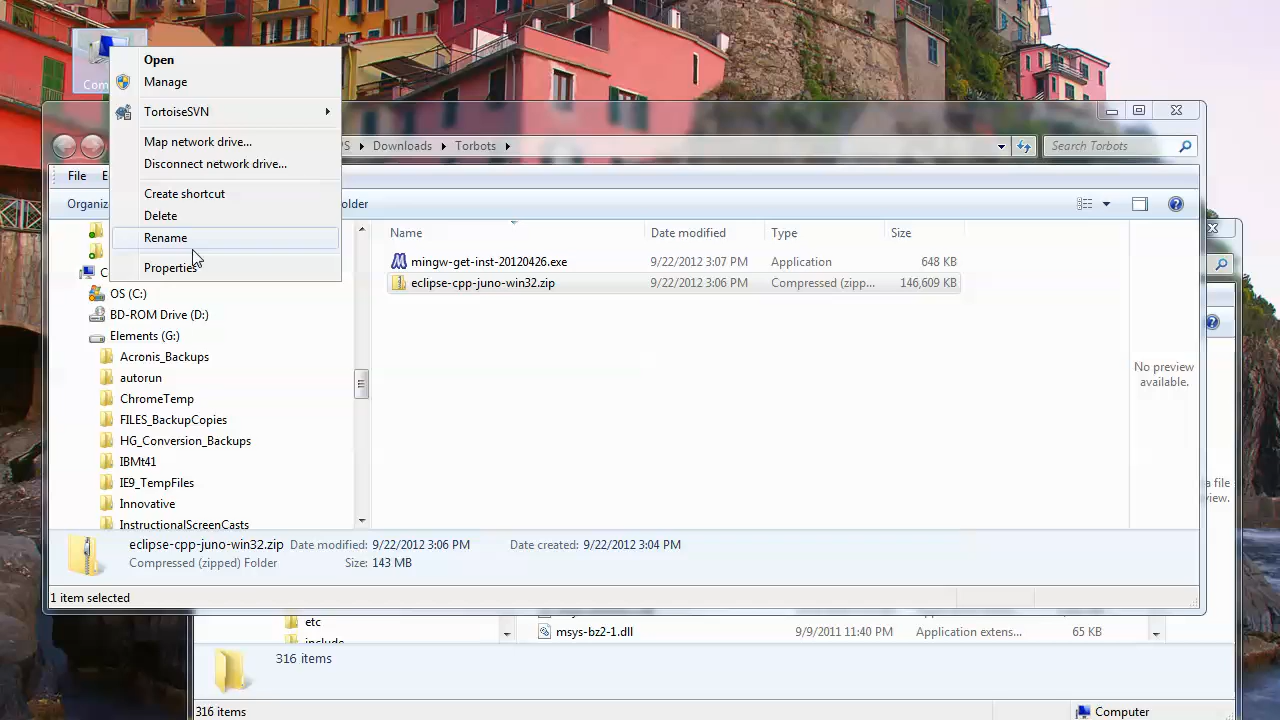 Com
Open
Manage
TortoiseSVN
Map network drive...
Disconnect network drive...
Create shortcut
Delete
Rename
Properties
Downloads
Torbots
Search Torbots
File
E
Organiz
older
Name
Date modified
Type
Size
mingw-get-inst-20120426.exe
9/22/2012 3:07 PM
Application
648 KB
eclipse-cpp-juno-win32.zip
9/22/2012 3:06 PM
Compressed (zipp...
146,609 KB
C
OS (C:)
BD-ROM Drive (D:)
Elements (G:)
Acronis_Backups
autorun
ChromeTemp
FILES_BackupCopies
HG_Conversion_Backups
IBMt41
IE9_TempFiles
Innovative
InstructionalScreenCasts
No preview
available.
a file
view.
eclipse-cpp-juno-win32.zip
Date modified: 9/22/2012 3:06 PM
Date created: 9/22/2012 3:04 PM
Compressed (zipped) Folder
Size: 143 MB
1 item selected
etc
include
msys-bz2-1.dll
9/9/2011 11:40 PM
Application extens...
65 KB
316 items
316 items
Computer